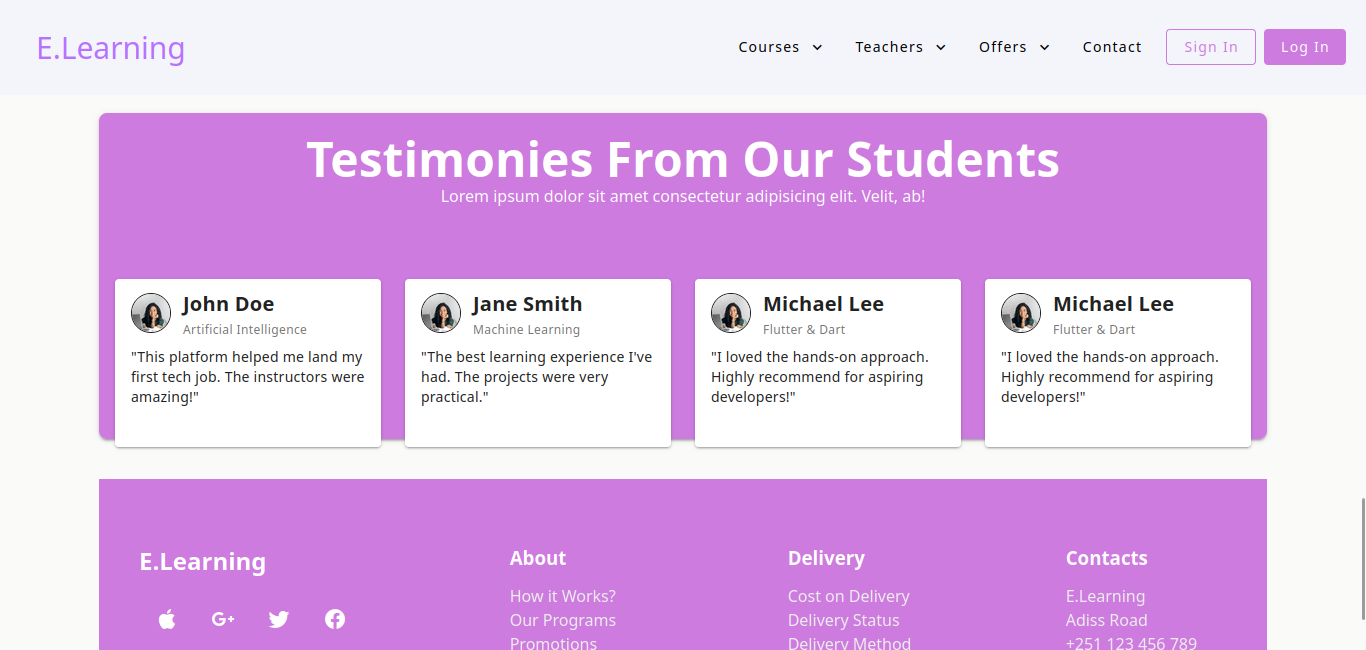 E.Learning
Courses Teachers Offers Contact Sign In Log In
Testimonies From Our Students
Lorem ipsum dolor sit amet consectetur adipisicing elit. Velit, ab!
John Doe
Artificial Intelligence
"This platform helped me land my
first tech job. The instructors were
amazing!"
Jane Smith
Machine Learning
"The best learning experience I've
had. The projects were very
practical."
Michael Lee
Flutter & Dart
"I loved the hands-on approach.
Highly recommend for aspiring
developers!"
Michael Lee
Flutter & Dart
"I loved the hands-on approach.
Highly recommend for aspiring
developers!"
E.Learning
About
How it Works?
Our Programs
Promotions
Delivery
Cost on Delivery
Delivery Status
Delivery Method
Contacts
E.Learning
Adiss Road
+251 123 456 789